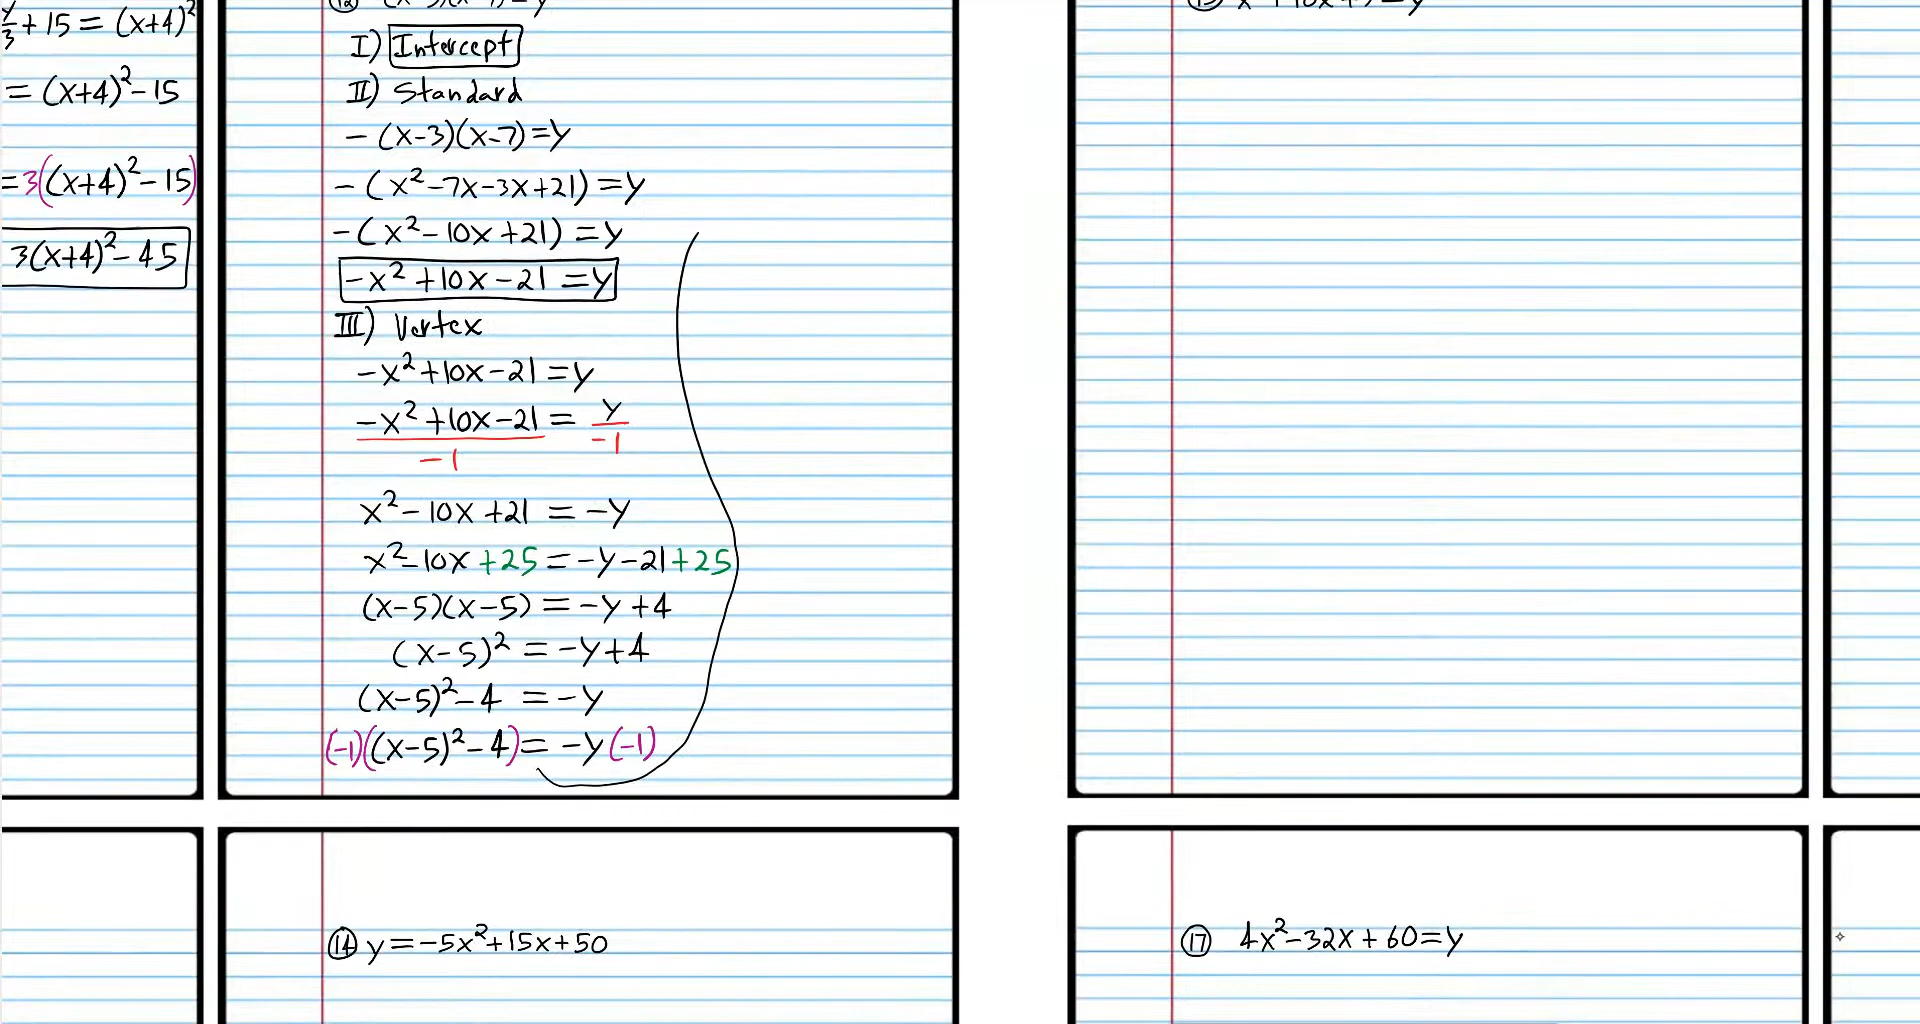 + 15 = (x+4)²
= (x+4)² - 15
= 3((x+4)² - 15)
3(x+4)² - 45
I) Intercept
II) Standard
- (x-3)(x-7) = y
- (x² - 7x - 3x + 21) = y
- (x² - 10x + 21) = y
-x² + 10x - 21 = y
III) Vertex
-x² + 10x - 21 = y
-x² + 10x - 21 = y
-1 -1
x² - 10x + 21 = -y
x² - 10x + 25 = -y - 21 + 25
(x-5)(x-5) = -y + 4
(x-5)² = -y + 4
(x-5)² - 4 = -y
(-1)((x-5)² - 4) = -y (-1)
⑭ y = -5x² + 15x + 50
⑰ 4x² - 32x + 60 = y